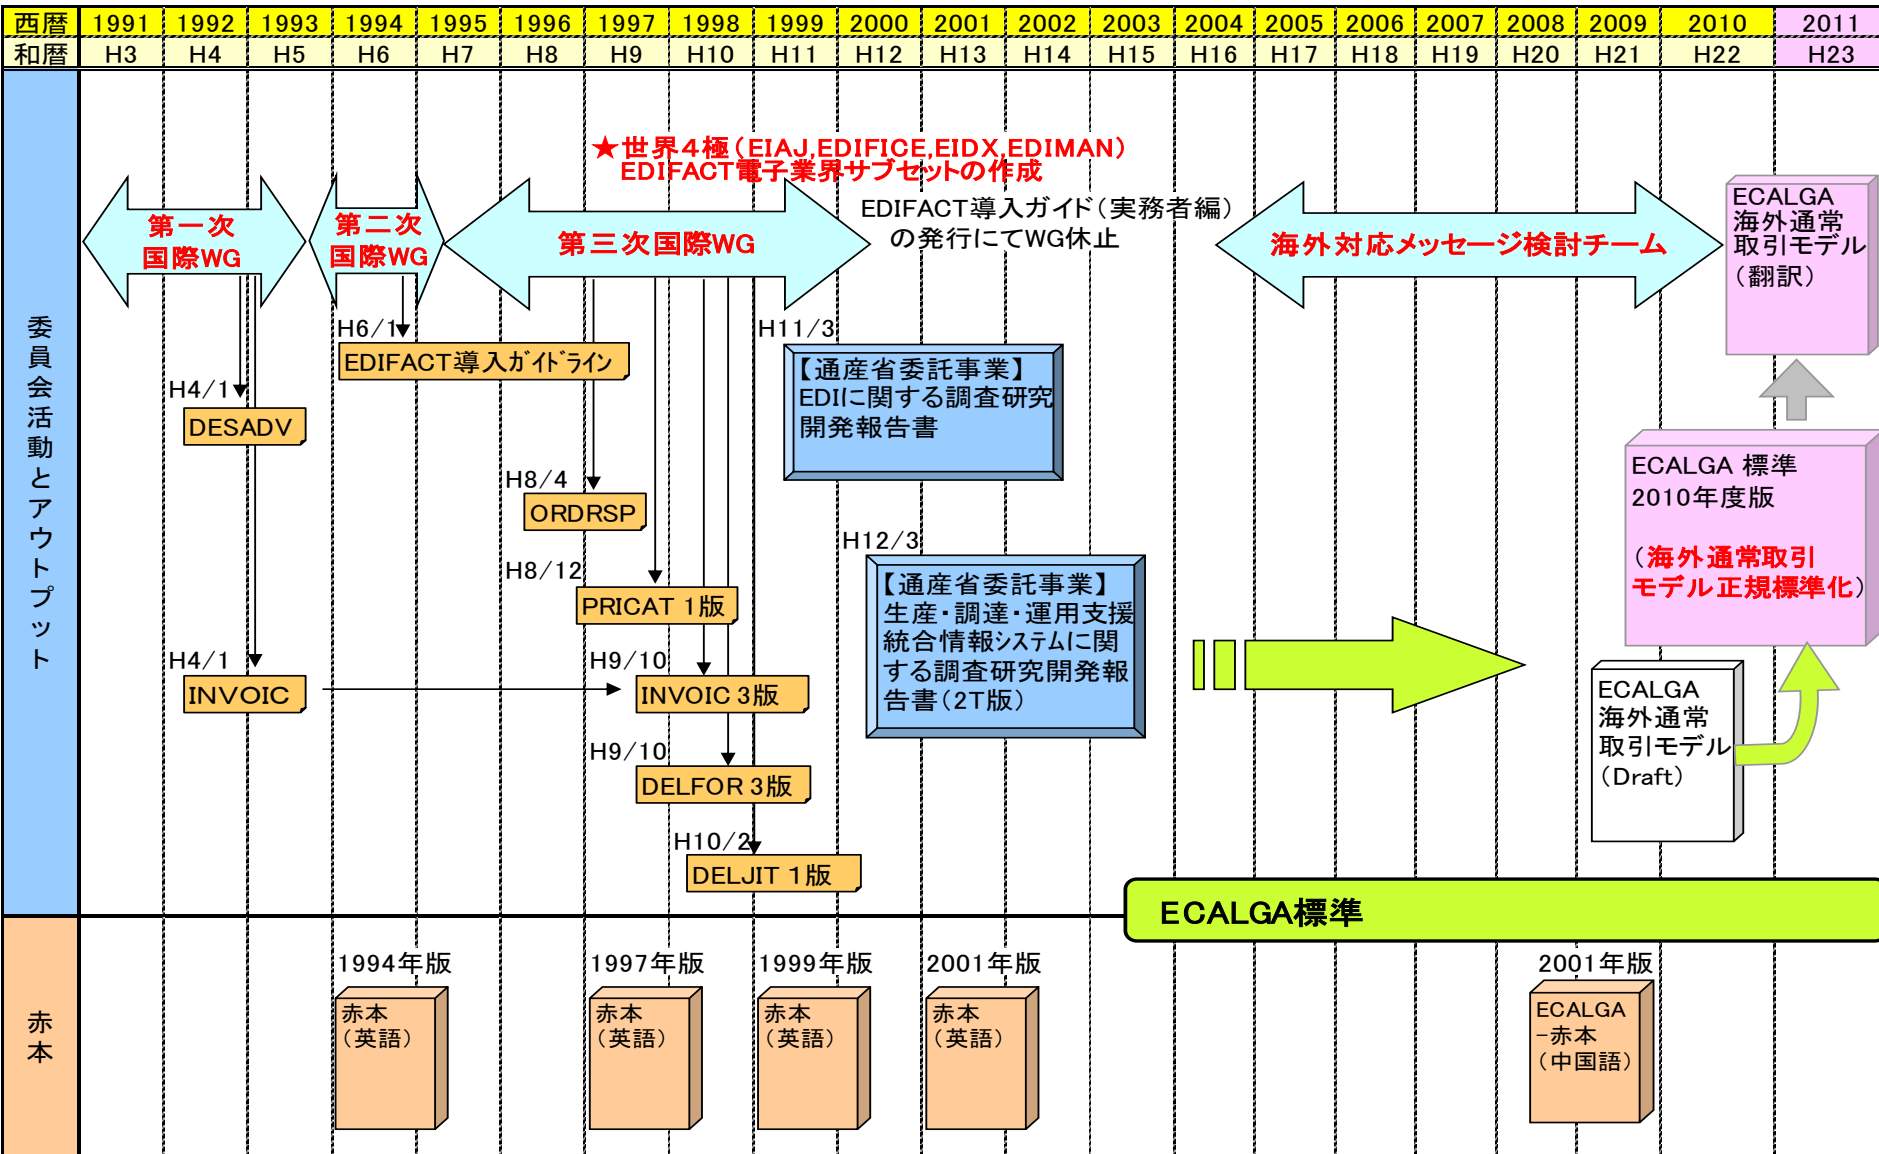 西暦 1991 1992 1993 1994 1995 1996 1997 1998 1999 2000 2001 2002 2003 2004 2005 2006 2007 2008 2009 2010 2011
和暦 H3 H4 H5 H6 H7 H8 H9 H10 H11 H12 H13 H14 H15 H16 H17 H18 H19 H20 H21 H22 H23
委員会活動とアウトプット
★世界4極(EIAJ,EDIFICE,EIDX,EDIMAN)
EDIFACT電子業界サブセットの作成
第一次
国際WG
第二次
国際WG
第三次国際WG
EDIFACT導入ガイド(実務者編)
の発行にてWG休止
海外対応メッセージ検討チーム
ECALGA
海外通常
取引モデル
(翻訳)
H6/1
EDIFACT導入ガイドライン
H4/1
DESADV
H11/3
【通産省委託事業】
EDIに関する調査研究
開発報告書
H8/4
ORDRSP
H8/12
PRICAT 1版
H12/3
【通産省委託事業】
生産・調達・運用支援
統合情報システムに関
する調査研究開発報
告書(2T版)
ECALGA 標準
2010年度版
(海外通常取引
モデル正規標準化)
H4/1
INVOIC
H9/10
INVOIC 3版
H9/10
DELFOR 3版
H10/2
DELJIT 1版
ECALGA
海外通常
取引モデル
(Draft)
ECALGA標準
赤本
1994年版
赤本
(英語)
1997年版
赤本
(英語)
1999年版
赤本
(英語)
2001年版
赤本
(英語)
2001年版
ECALGA
-赤本
(中国語)